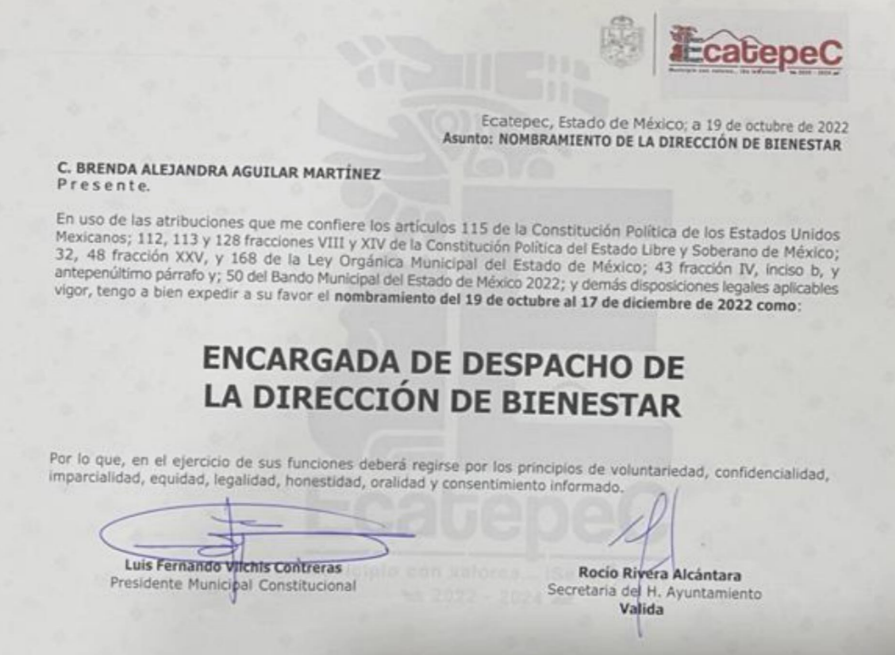 EcatepeC
Ecatepec, Estado de México; a 19 de octubre de 2022
Asunto: NOMBRAMIENTO DE LA DIRECCIÓN DE BIENESTAR
C. BRENDA ALEJANDRA AGUILAR MARTÍNEZ
Presente.
En uso de las atribuciones que me confiere los artículos 115 de la Constitución Política de los Estados Unidos
Mexicanos; 112, 113 y 128 fracciones VIII y XIV de la Constitución Política del Estado Libre y Soberano de México;
32, 48 fracción XXV, y 168 de la Ley Orgánica Municipal del Estado de México; 43 fracción IV, inciso b, y
antepenúltimo párrafo y; 50 del Bando Municipal del Estado de México 2022; y demás disposiciones legales aplicables
vigor, tengo a bien expedir a su favor el nombramiento del 19 de octubre al 17 de diciembre de 2022 como:
ENCARGADA DE DESPACHO DE
LA DIRECCIÓN DE BIENESTAR
Por lo que, en el ejercicio de sus funciones deberá regirse por los principios de voluntariedad, confidencialidad,
imparcialidad, equidad, legalidad, honestidad, oralidad y consentimiento informado.
Ecatepec
Luis Fernando Vilchis Contreras
Presidente Municipal Constitucional
con valores...
2022 - 2024
Rocío Rivera Alcántara
Secretaria del H. Ayuntamiento
Valida